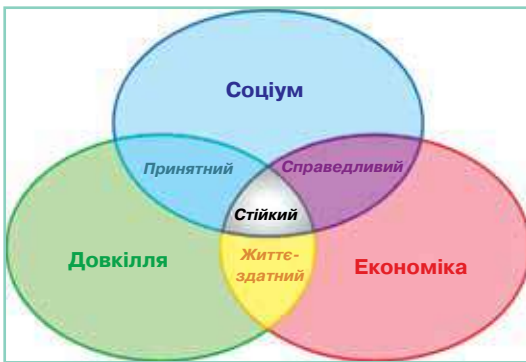 Соціум
Принятний
Справедливий
Стійкий
Довкілля
Життє-
здатний
Економіка